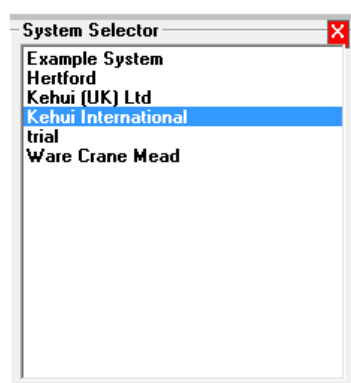 System Selector
Example System
Hertford
Kehui (UK) Ltd
Kehui International
trial
Ware Crane Mead